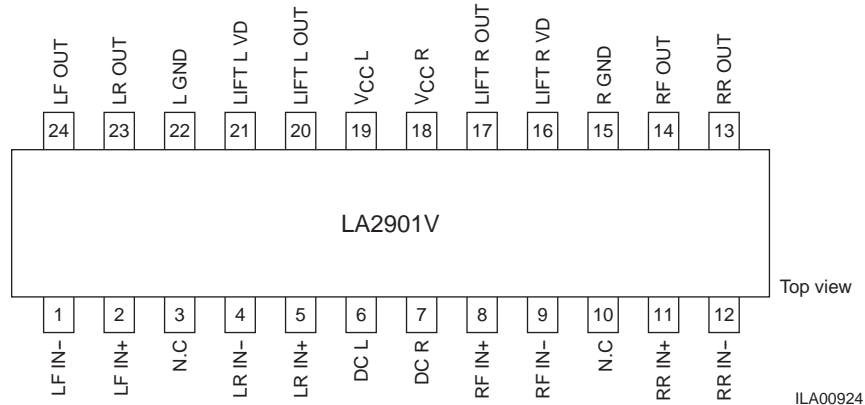 LF OUT
LR OUT
L GND
LIFT L VD
LIFT L OUT
VCC L
VCC R
LIFT R OUT
LIFT R VD
R GND
RF OUT
RR OUT
24 23 22 21 20 19 18 17 16 15 14 13
LA2901V
Top view
1 2 3 4 5 6 7 8 9 10 11 12
LF IN−
LF IN+
N.C
LR IN−
LR IN+
DC L
DC R
RF IN+
RF IN−
N.C
RR IN+
RR IN−
ILA00924